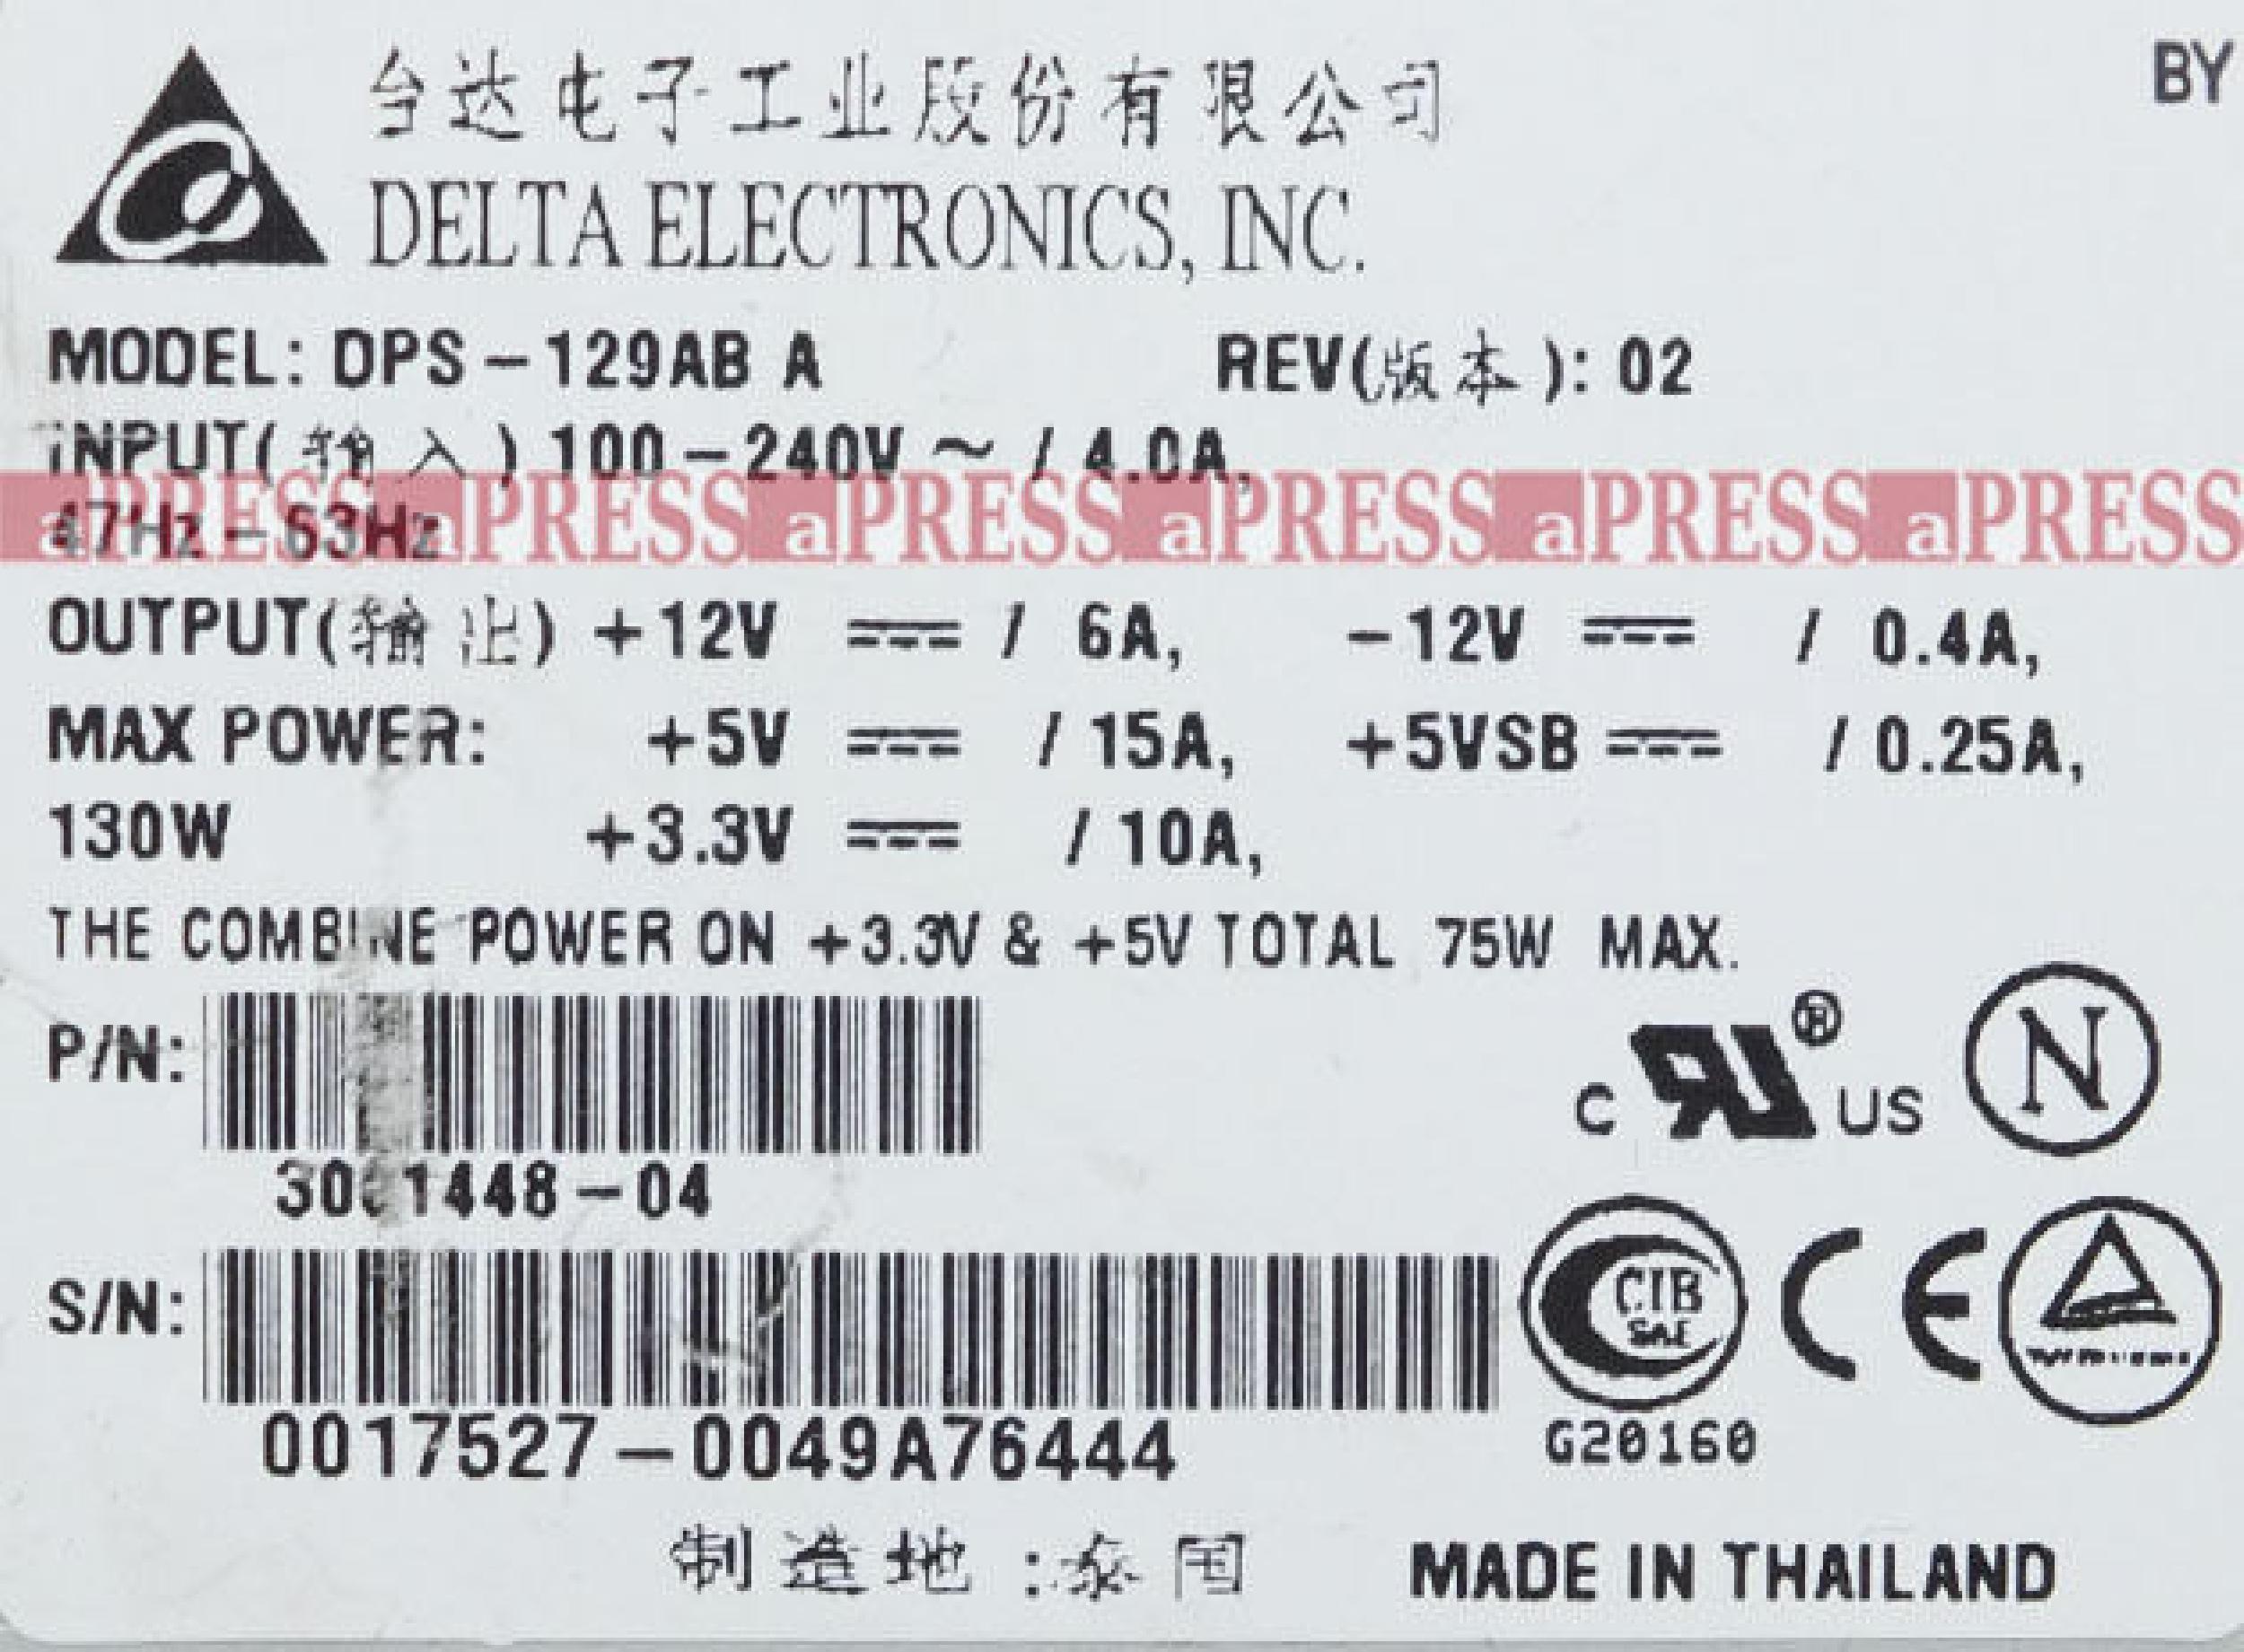 台达电子工业股份有限公司
BY
DELTA ELECTRONICS, INC.
MODEL: DPS-129AB A REV(版本): 02
INPUT(输入) 100-240V ~ / 4.0A,
47Hz-63Hz
aPRESS aPRESS aPRESS aPRESS aPRESS aPRESS
OUTPUT(输出) +12V ⎓ / 6A, -12V ⎓ / 0.4A,
MAX POWER: +5V ⎓ / 15A, +5VSB ⎓ / 0.25A,
130W +3.3V ⎓ / 10A,
THE COMBINE POWER ON +3.3V & +5V TOTAL 75W MAX.
P/N:
C ® US N
S/N:
CIB
CE
0017527-0049A76444
G20160
制造地:泰国 MADE IN THAILAND